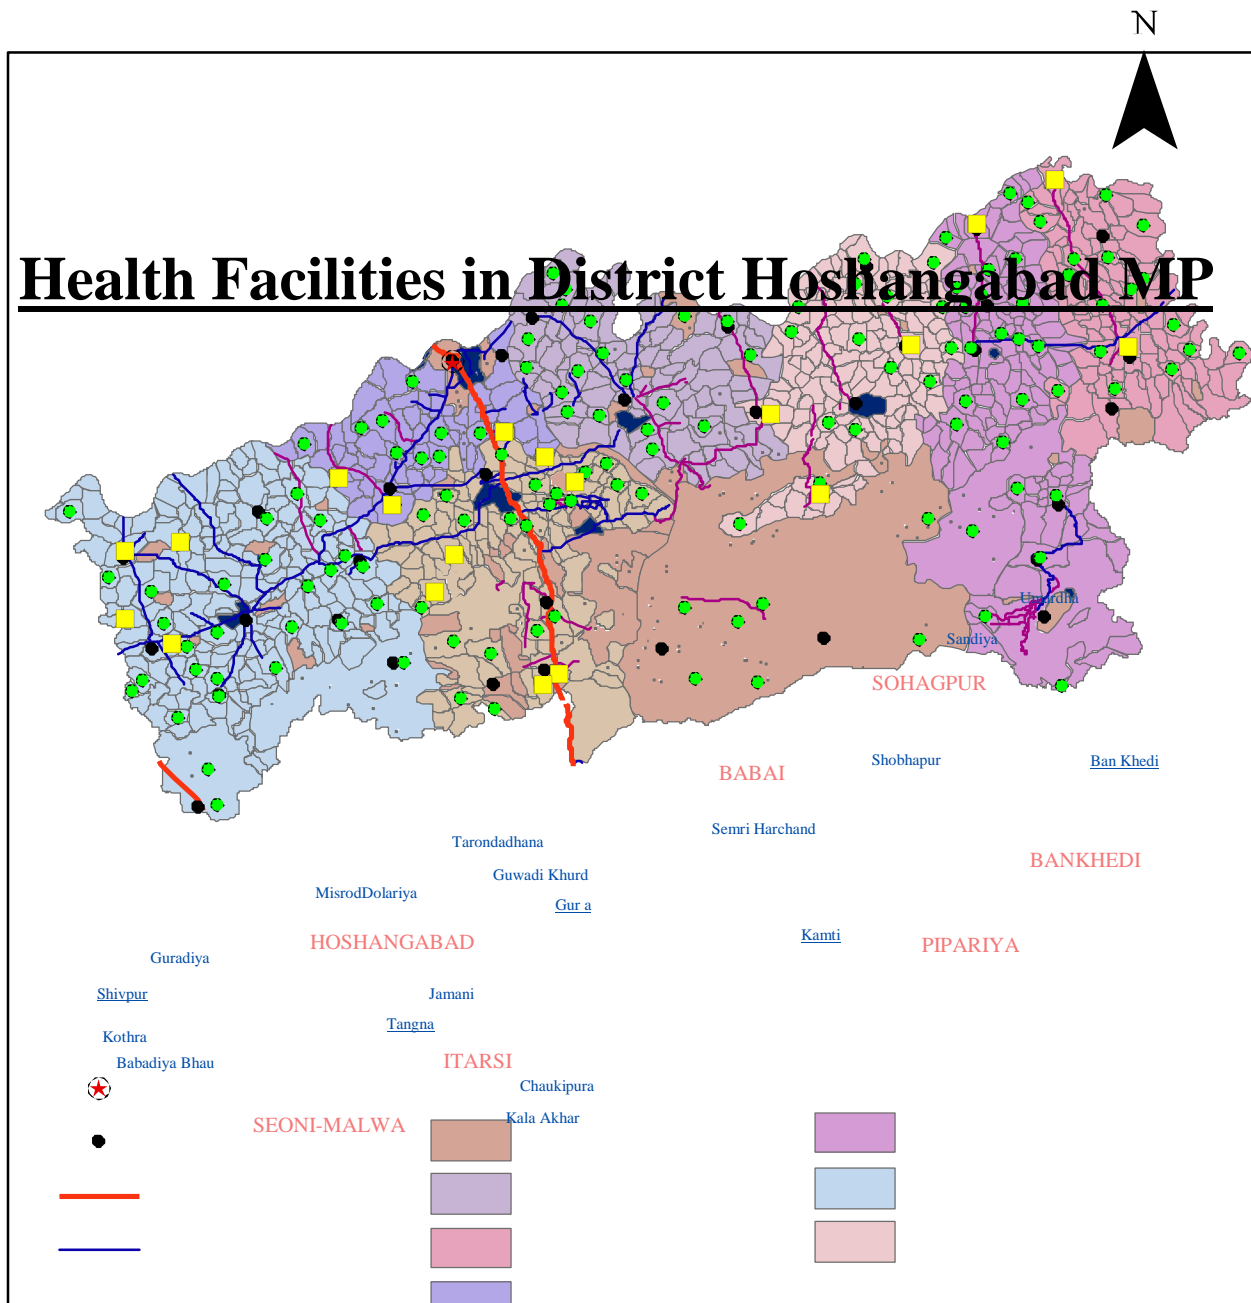 N
Health Facilities in District Hoshangabad MP
Umardha
Sandiya
SOHAGPUR
Shobhapur
Ban Khedi
BABAI
Semri Harchand
Tarondadhana
BANKHEDI
Guwadi Khurd
MisrodDolariya
Gur a
Kamti
HOSHANGABAD
PIPARIYA
Guradiya
Shivpur
Jamani
Tangna
Kothra
Babadiya Bhau
ITARSI
Chaukipura
Kala Akhar
SEONI-MALWA